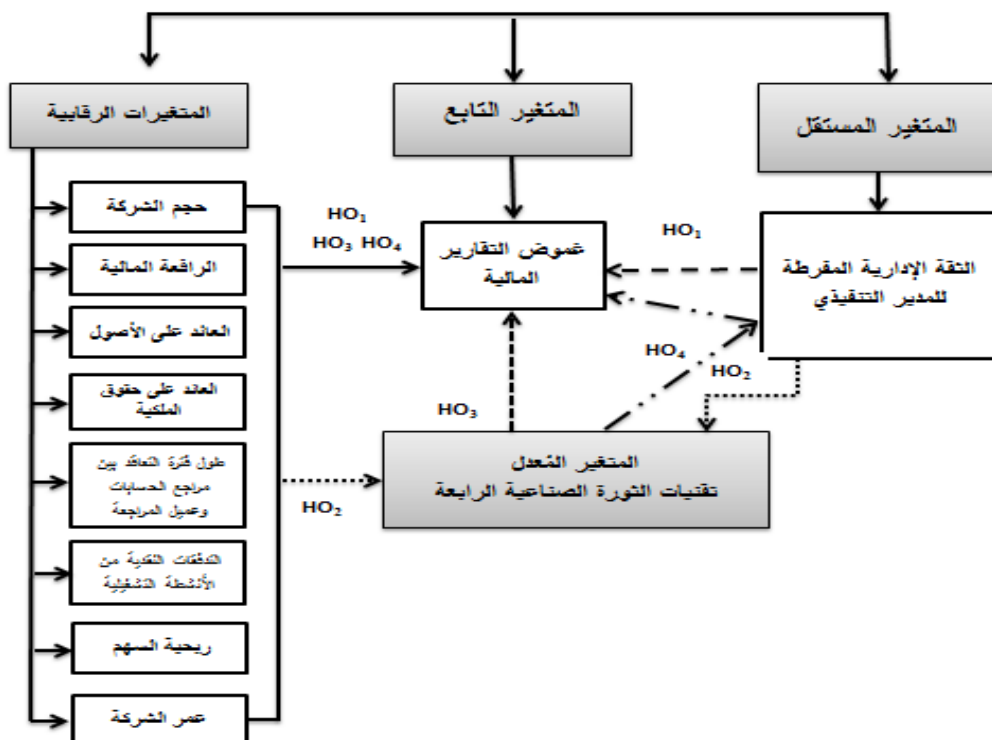 المتغير المستقل
المتغير التابع
المتغيرات الرقابية
الثقة الإدارية المفرطة
للمدير التنفيذي
HO₁
غموض التقارير
المالية
HO₁
HO₃ HO₄
حجم الشركة
الرافعة المالية
العائد على الأصول
العائد على حقوق
الملكية
طول فترة التعاقد بين
مراجع الحسابات
وعميل المراجعة
التدفقات النقدية من
الأنشطة التشغيلية
ربحية السهم
عمر الشركة
HO₄
HO₂
HO₃
المتغير المُعدل
تقنيات الثورة الصناعية الرابعة
HO₂